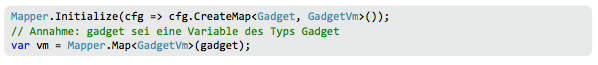 Mapper.Initialize(cfg => cfg.CreateMap<Gadget, GadgetVm>());
// Annahme: gadget sei eine Variable des Typs Gadget
var vm = Mapper.Map<GadgetVm>(gadget);